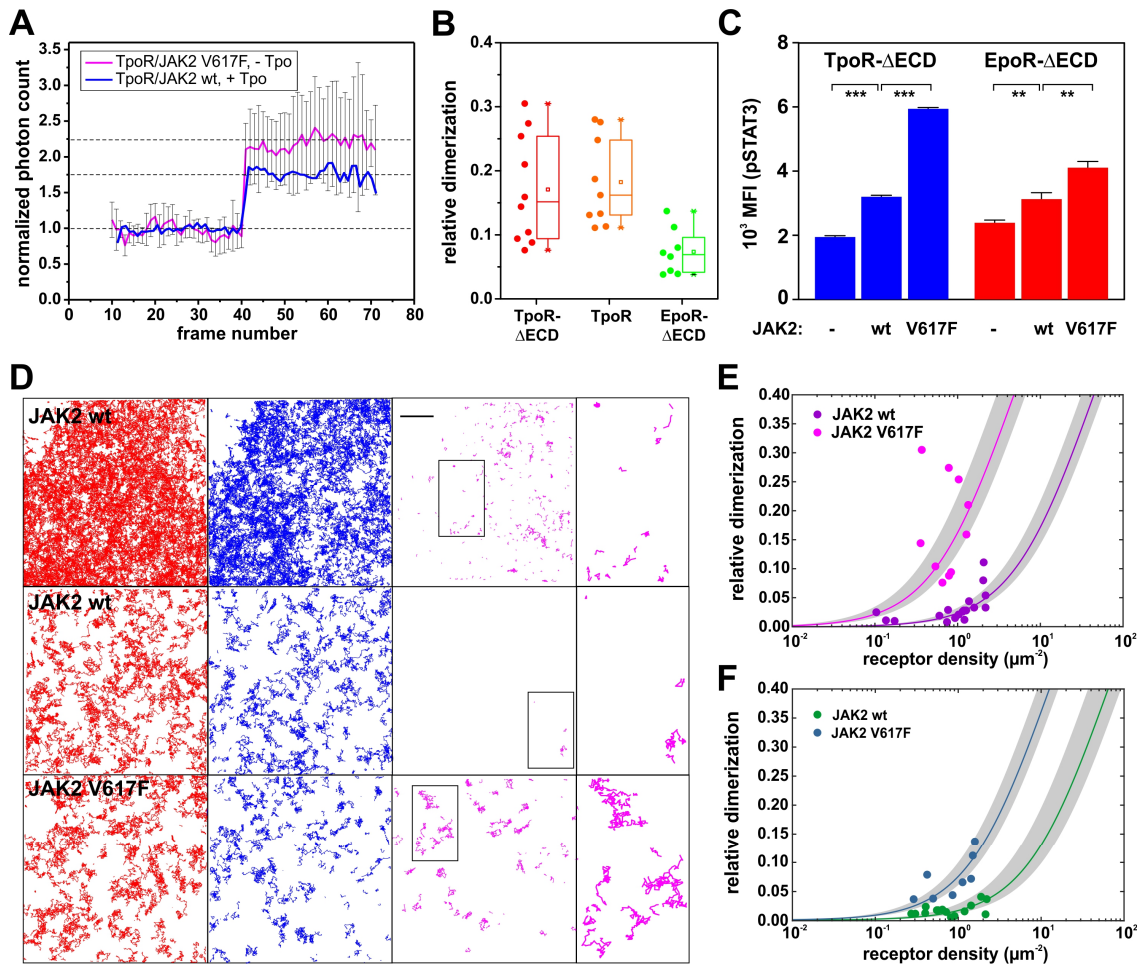 A
TpoR/JAK2 V617F, - Tpo
TpoR/JAK2 wt, + Tpo
normalized photon count
3.5
3.0
2.5
2.0
1.5
1.0
0.5
0.0
0 10 20 30 40 50 60 70 80
frame number
B
relative dimerization
0.3
0.2
0.1
0.0
TpoR-
ΔECD
TpoR
EpoR-
ΔECD
C
10³ MFI (pSTAT3)
8
6
4
2
0
TpoR-ΔECD
EpoR-ΔECD
*** ***
** **
JAK2: - wt V617F - wt V617F
D
JAK2 wt
JAK2 wt
JAK2 V617F
E
relative dimerization
0.40
0.35
0.30
0.25
0.20
0.15
0.10
0.05
0.00
JAK2 wt
JAK2 V617F
10⁻² 10⁻¹ 10⁰ 10¹ 10²
receptor density (µm⁻²)
F
relative dimerization
0.40
0.35
0.30
0.25
0.20
0.15
0.10
0.05
0.00
JAK2 wt
JAK2 V617F
10⁻² 10⁻¹ 10⁰ 10¹ 10²
receptor density (µm⁻²)